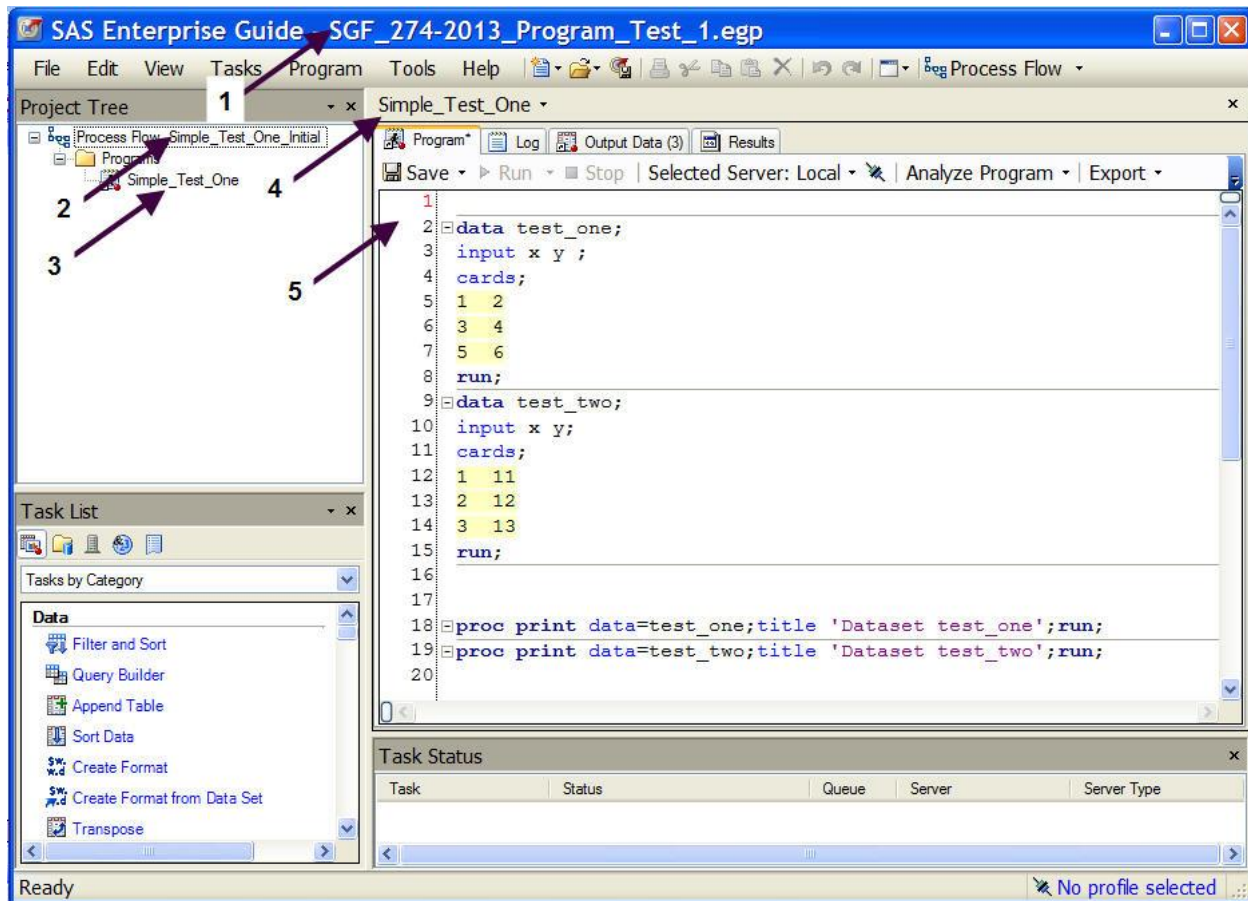 SAS Enterprise Guide - SGF_274-2013_Program_Test_1.egp
File Edit View Tasks Program Tools Help Process Flow
Project Tree
1
Process Flow Simple_Test_One_Initial
Programs
Simple_Test_One
2
3
4
5
Simple_Test_One
Program* Log Output Data (3) Results
Save Run Stop Selected Server: Local Analyze Program Export
1
2 data test_one;
3 input x y ;
4 cards;
5 1 2
6 3 4
7 5 6
8 run;
9 data test_two;
10 input x y;
11 cards;
12 1 11
13 2 12
14 3 13
15 run;
16
17
18 proc print data=test_one;title 'Dataset test_one';run;
19 proc print data=test_two;title 'Dataset test_two';run;
20
Task List
Tasks by Category
Data
Filter and Sort
Query Builder
Append Table
Sort Data
Create Format
Create Format from Data Set
Transpose
Task Status
Task Status Queue Server Server Type
Ready
No profile selected